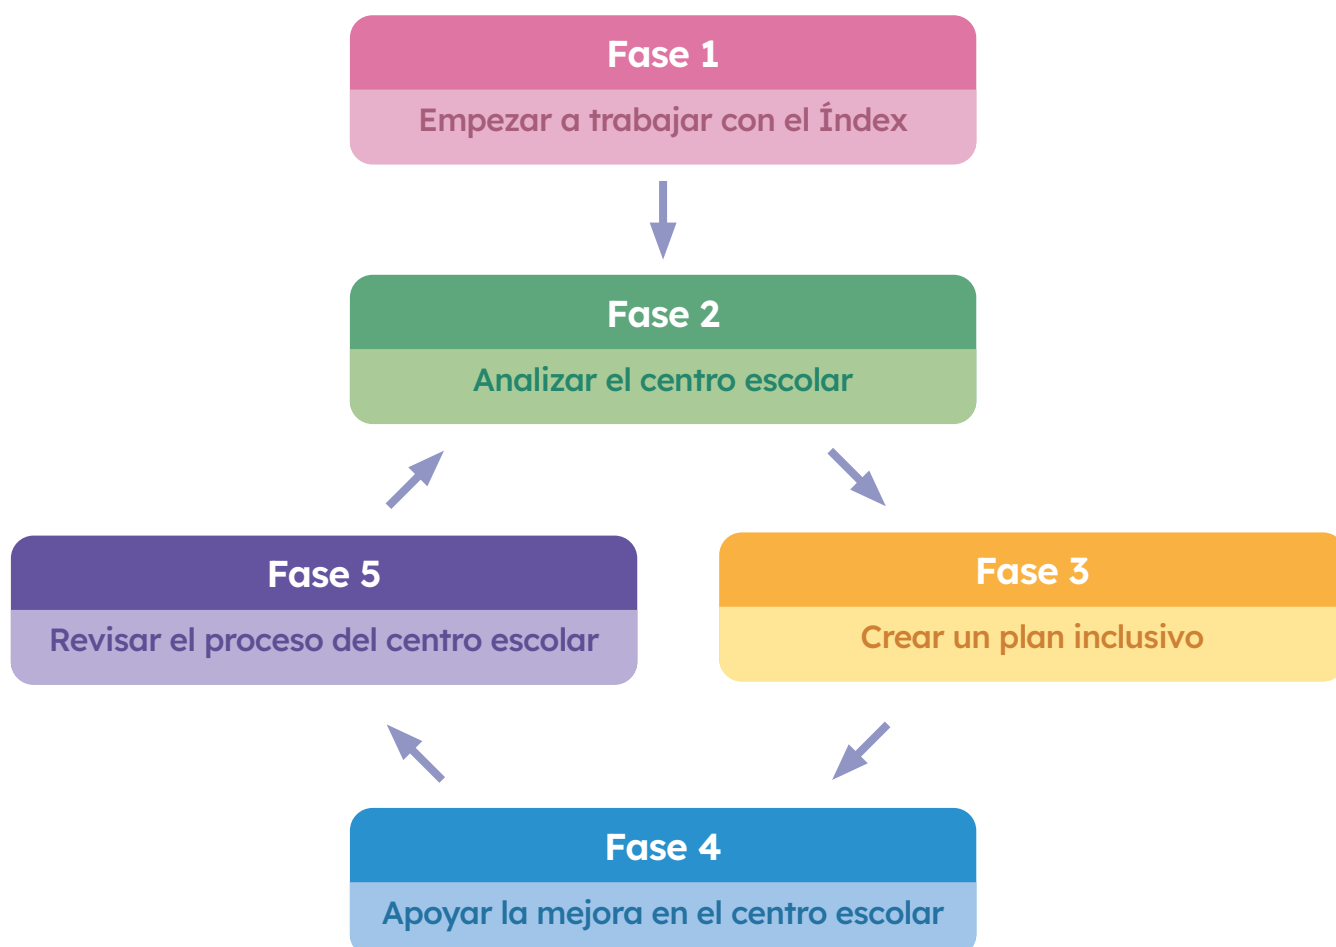 Fase 1
Empezar a trabajar con el Índex
Fase 2
Analizar el centro escolar
Fase 5
Revisar el proceso del centro escolar
Fase 3
Crear un plan inclusivo
Fase 4
Apoyar la mejora en el centro escolar